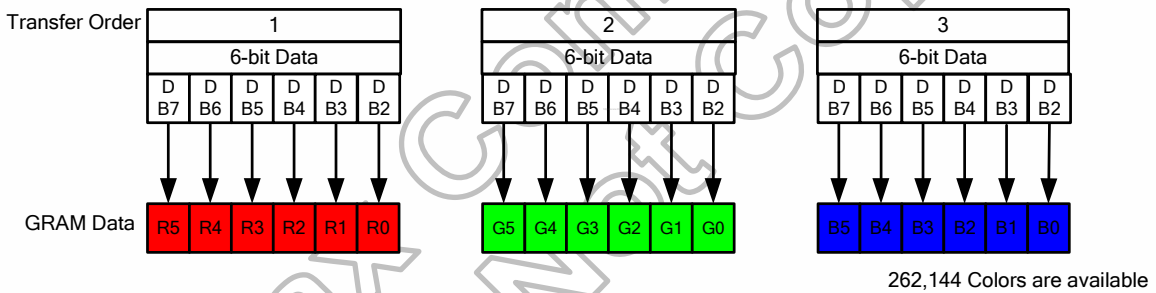 Transfer Order 1 2 3
6-bit Data 6-bit Data 6-bit Data
D D D D D D D D D D D D D D D D D D
B7 B6 B5 B4 B3 B2 B7 B6 B5 B4 B3 B2 B7 B6 B5 B4 B3 B2
GRAM Data R5 R4 R3 R2 R1 R0 G5 G4 G3 G2 G1 G0 B5 B4 B3 B2 B1 B0
262,144 Colors are available